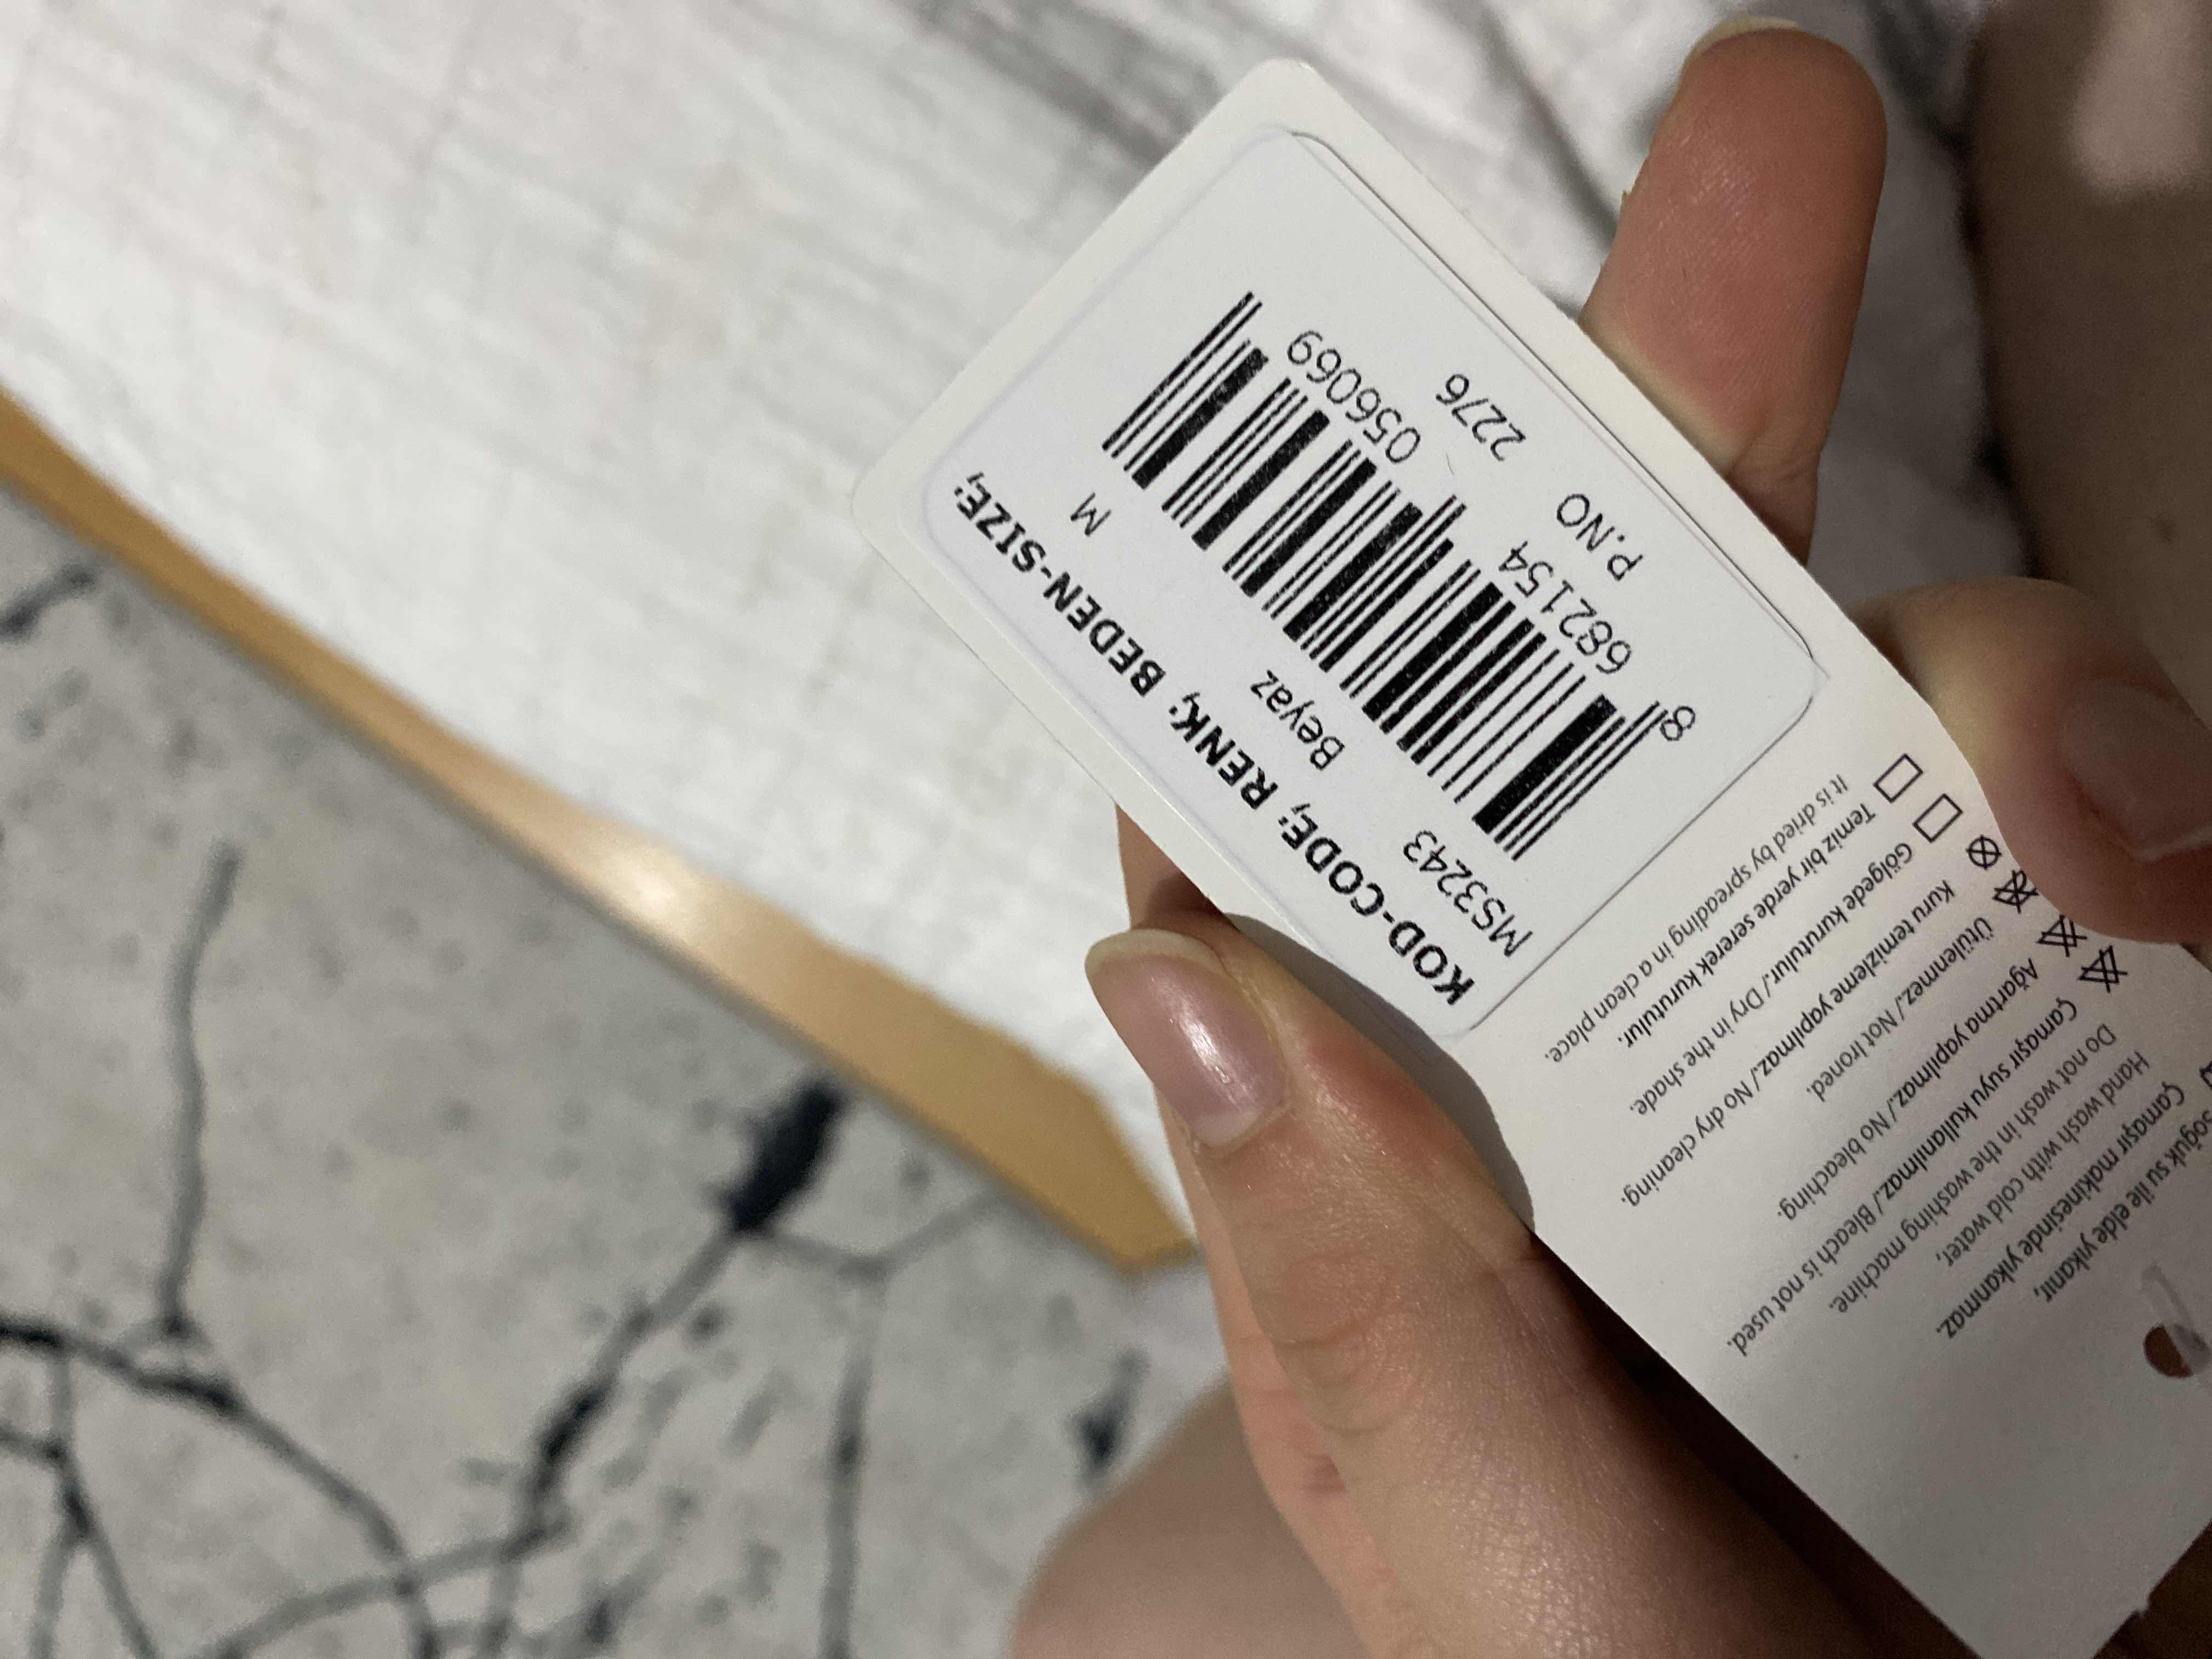 su ile elde yıkanır,
Çamaşır makinesinde yıkanmaz.
Hand wash with cold water,
Do not wash in the washing machine.
Çamaşır suyu kullanılmaz./ Bleach is not used.
Ağartma yapılmaz./ No bleaching.
Ütülenmez./ Not Ironed.
Kuru temizleme yapılmaz./ No dry cleaning.
Gölgede kurutulur./ Dry in the shade.
Temiz bir yerde sererek kurutulur.
It is dried by spreading in a clean place.
KOD-CODE; RENK; BEDEN-SIZE;
MS3243 Beyaz M
8 682154 056069
P.NO 2276